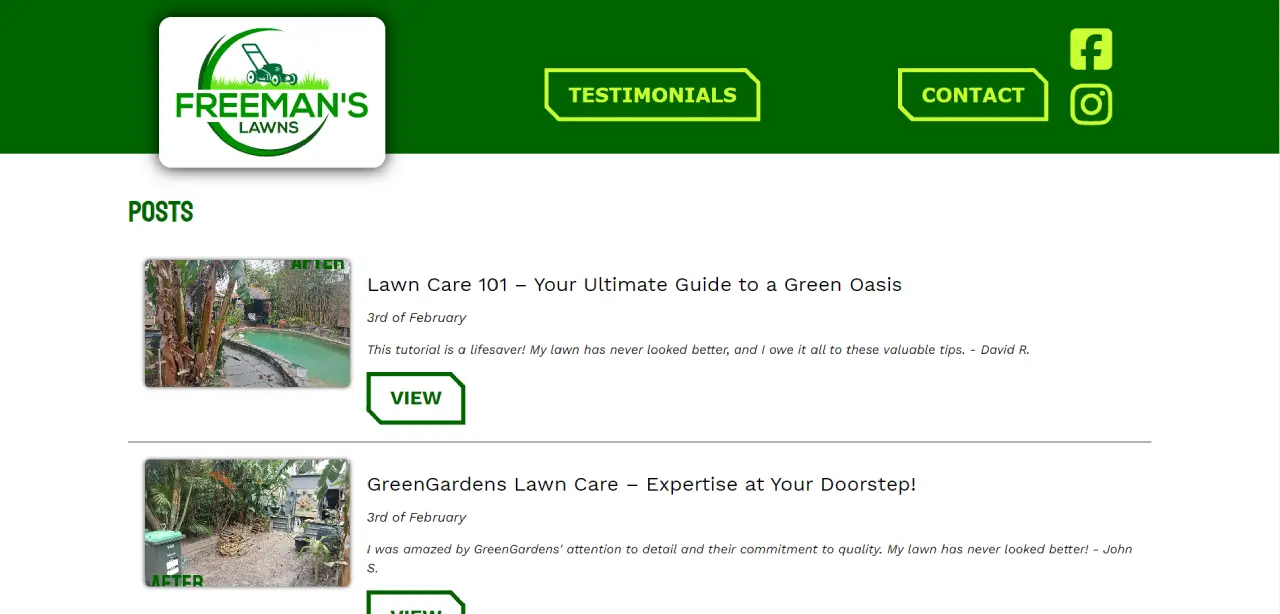 FREEMAN'S
LAWNS
TESTIMONIALS
CONTACT
POSTS
AFTER
Lawn Care 101 – Your Ultimate Guide to a Green Oasis
3rd of February
This tutorial is a lifesaver! My lawn has never looked better, and I owe it all to these valuable tips. - David R.
VIEW
AFTER
GreenGardens Lawn Care – Expertise at Your Doorstep!
3rd of February
I was amazed by GreenGardens' attention to detail and their commitment to quality. My lawn has never looked better! - John
S.
VIEW